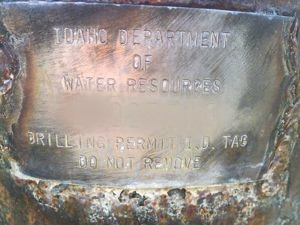 IDAHO DEPARTMENT
OF
WATER RESOURCES
DRILLING PERMIT I.D. TAG
DO NOT REMOVE